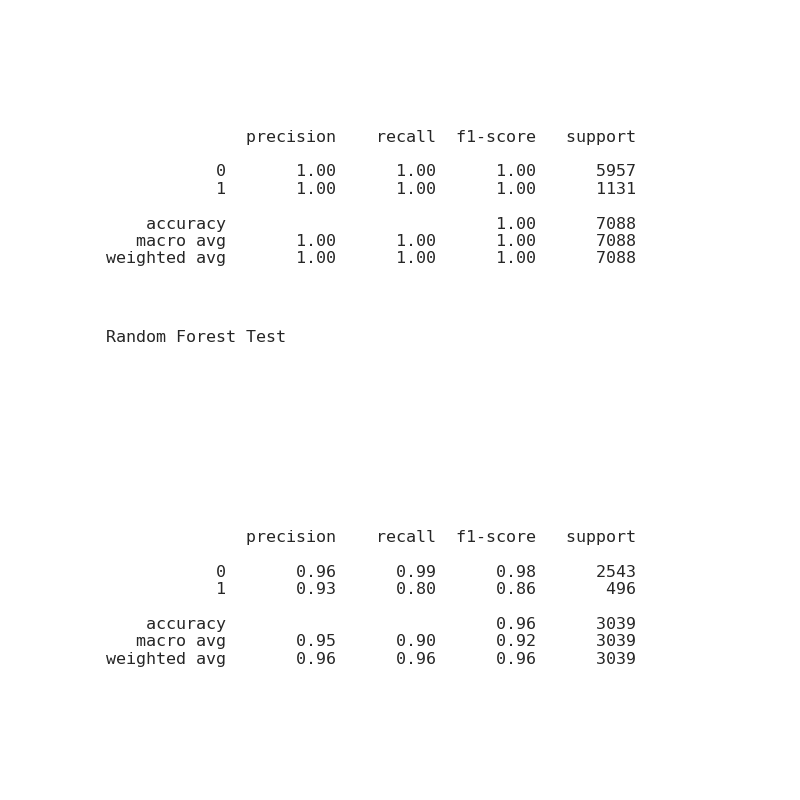 precision recall f1-score support
0 1.00 1.00 1.00 5957
1 1.00 1.00 1.00 1131
accuracy 1.00 7088
macro avg 1.00 1.00 1.00 7088
weighted avg 1.00 1.00 1.00 7088
Random Forest Test
precision recall f1-score support
0 0.96 0.99 0.98 2543
1 0.93 0.80 0.86 496
accuracy 0.96 3039
macro avg 0.95 0.90 0.92 3039
weighted avg 0.96 0.96 0.96 3039